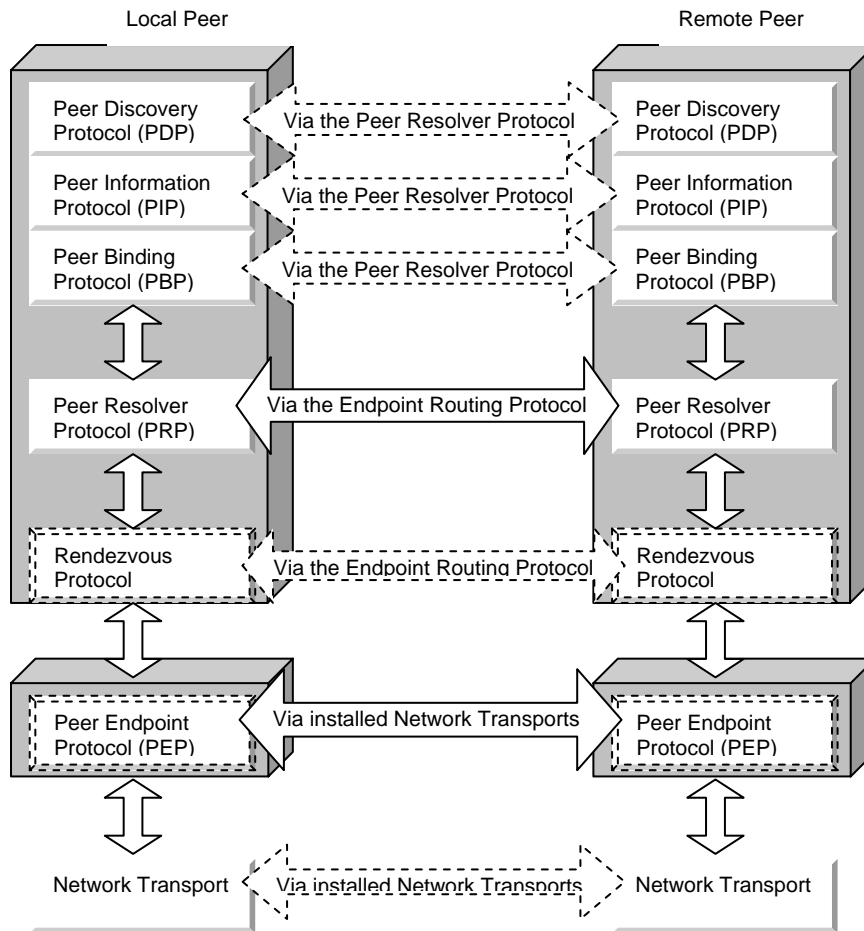 Local Peer
Remote Peer
Peer Discovery
Protocol (PDP)
Via the Peer Resolver Protocol
Peer Discovery
Protocol (PDP)
Peer Information
Protocol (PIP)
Via the Peer Resolver Protocol
Peer Information
Protocol (PIP)
Peer Binding
Protocol (PBP)
Via the Peer Resolver Protocol
Peer Binding
Protocol (PBP)
Peer Resolver
Protocol (PRP)
Via the Endpoint Routing Protocol
Peer Resolver
Protocol (PRP)
Rendezvous
Protocol
Via the Endpoint Routing Protocol
Rendezvous
Protocol
Peer Endpoint
Protocol (PEP)
Via installed Network Transports
Peer Endpoint
Protocol (PEP)
Network Transport
Via installed Network Transports
Network Transport